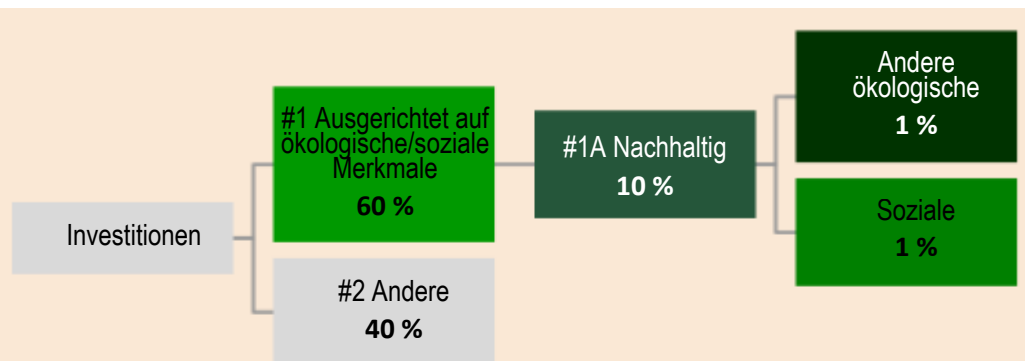 Investitionen
#1 Ausgerichtet auf
ökologische/soziale
Merkmale
60 %
#2 Andere
40 %
#1A Nachhaltig
10 %
Andere
ökologische
1 %
Soziale
1 %